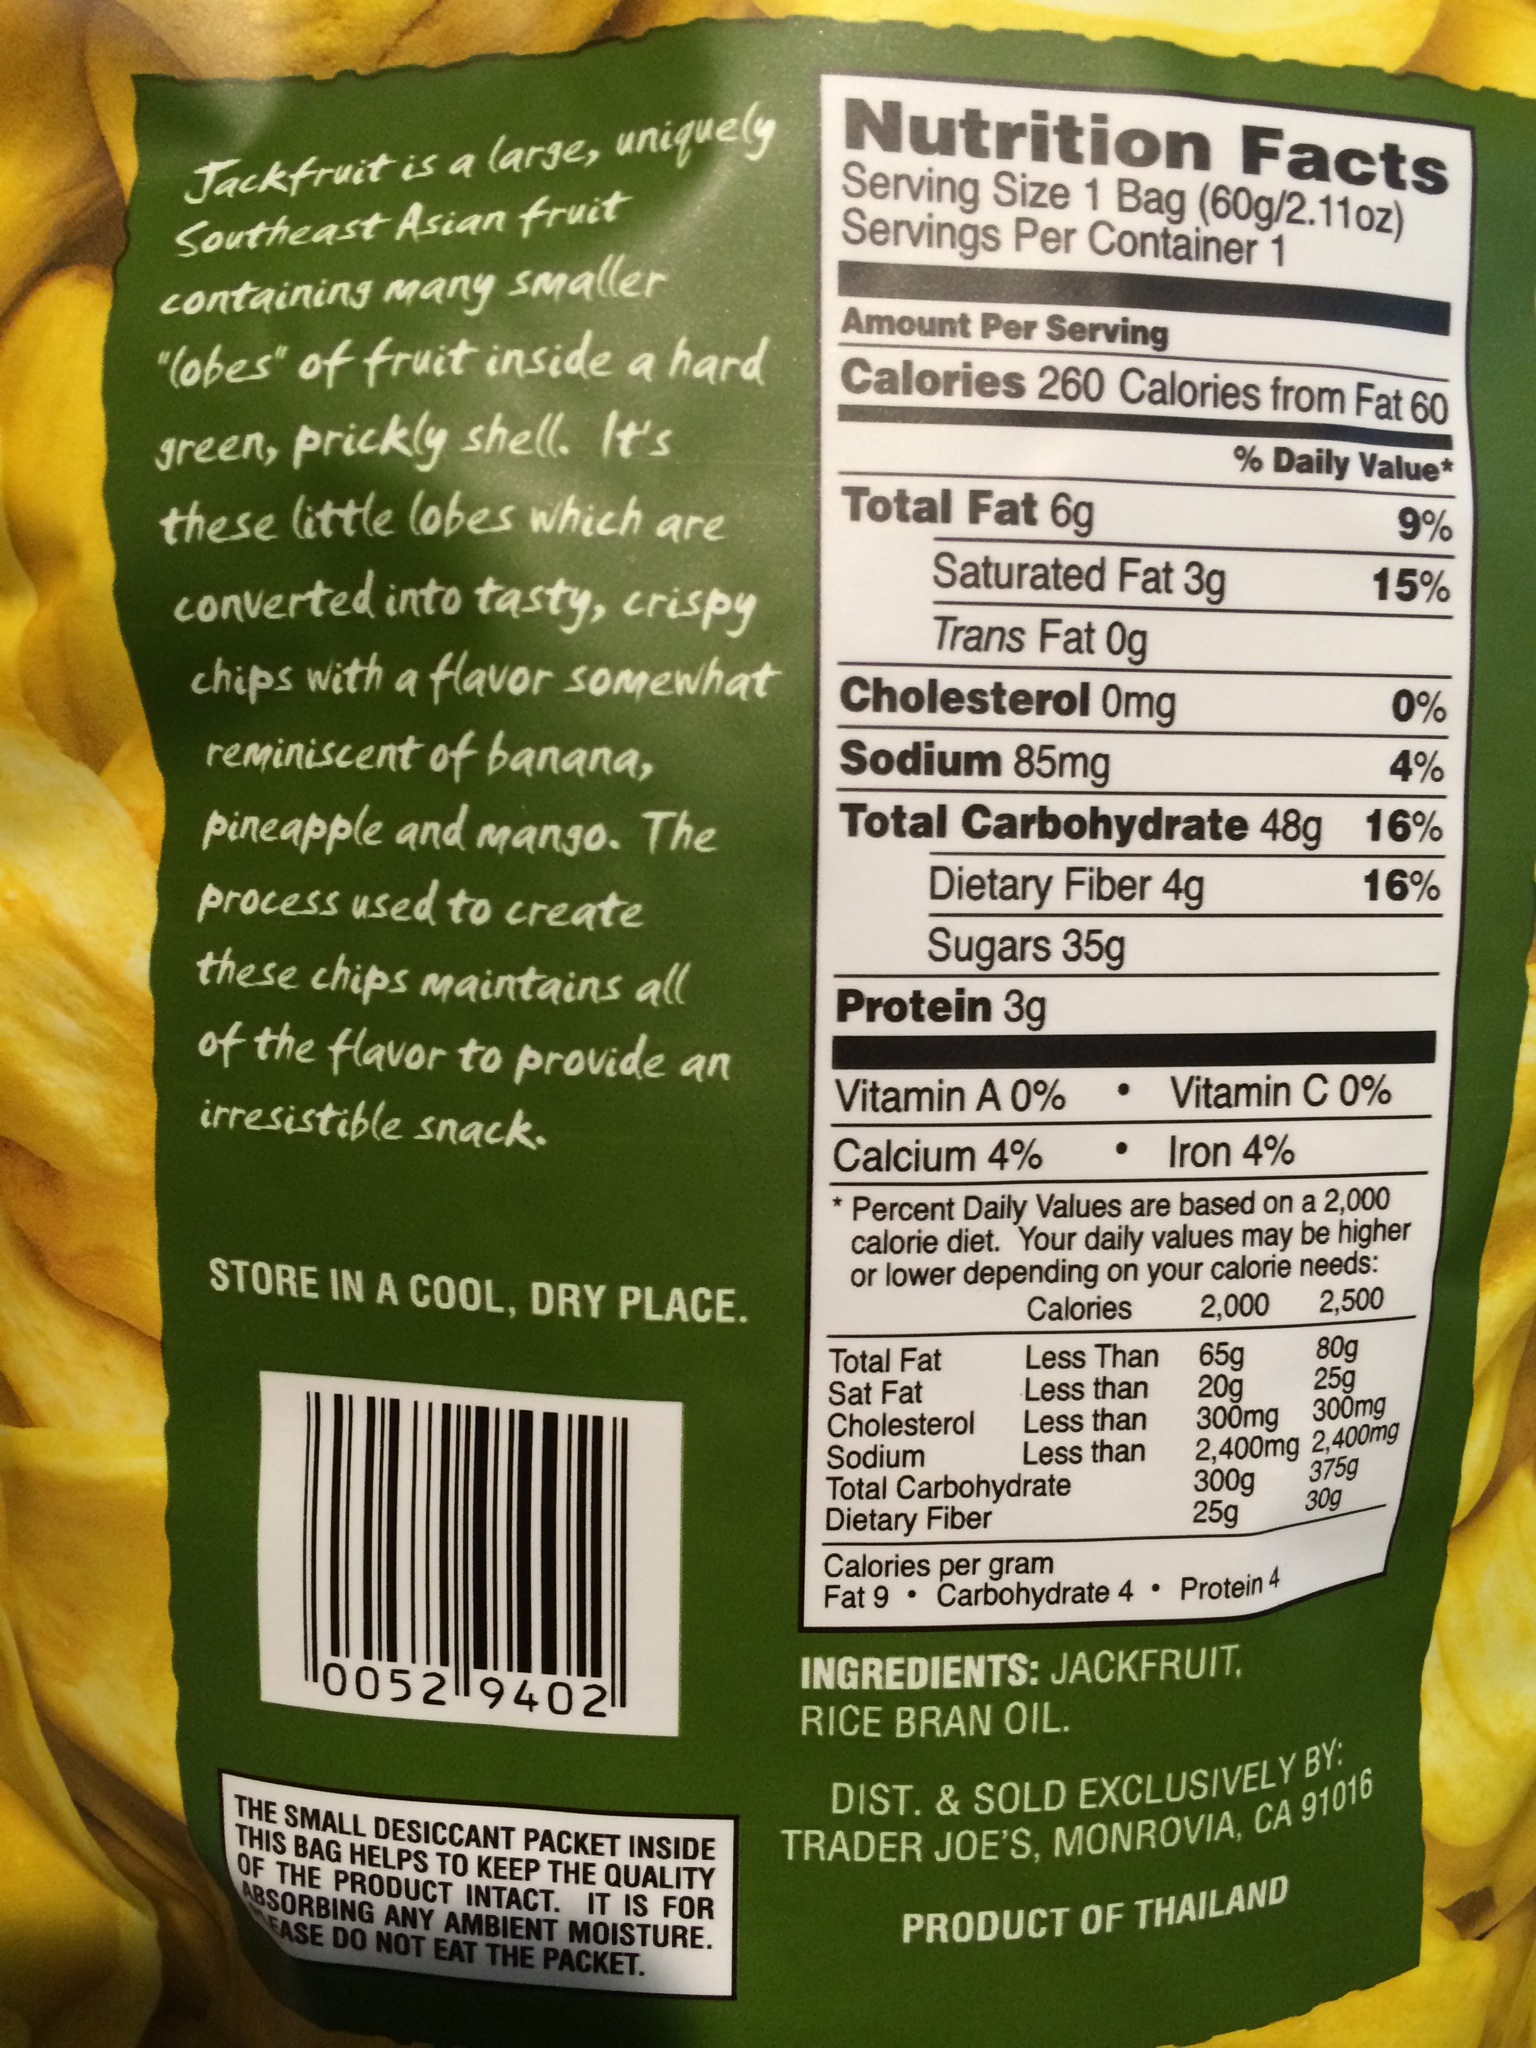 Jackfruit is a large, uniquely
Southeast Asian fruit
containing many smaller
"lobes" of fruit inside a hard
green, prickly shell. It's
these little lobes which are
converted into tasty, crispy
chips with a flavor somewhat
reminiscent of banana,
pineapple and mango. The
process used to create
these chips maintains all
of the flavor to provide an
irresistible snack.
STORE IN A COOL, DRY PLACE.
0052 9402
THE SMALL DESICCANT PACKET INSIDE
THIS BAG HELPS TO KEEP THE QUALITY
OF THE PRODUCT INTACT. IT IS FOR
ABSORBING ANY AMBIENT MOISTURE.
PLEASE DO NOT EAT THE PACKET.
Nutrition Facts
Serving Size 1 Bag (60g/2.11oz)
Servings Per Container 1
Amount Per Serving
Calories 260 Calories from Fat 60
% Daily Value*
Total Fat 6g 9%
Saturated Fat 3g 15%
Trans Fat 0g
Cholesterol 0mg 0%
Sodium 85mg 4%
Total Carbohydrate 48g 16%
Dietary Fiber 4g 16%
Sugars 35g
Protein 3g
Vitamin A 0% • Vitamin C 0%
Calcium 4% • Iron 4%
* Percent Daily Values are based on a 2,000
calorie diet. Your daily values may be higher
or lower depending on your calorie needs:
Calories 2,000 2,500
Total Fat Less Than 65g 80g
Sat Fat Less than 20g 25g
Cholesterol Less than 300mg 300mg
Sodium Less than 2,400mg 2,400mg
Total Carbohydrate 300g 375g
Dietary Fiber 25g 30g
Calories per gram
Fat 9 • Carbohydrate 4 • Protein 4
INGREDIENTS: JACKFRUIT,
RICE BRAN OIL.
DIST. & SOLD EXCLUSIVELY BY:
TRADER JOE'S, MONROVIA, CA 91016
PRODUCT OF THAILAND